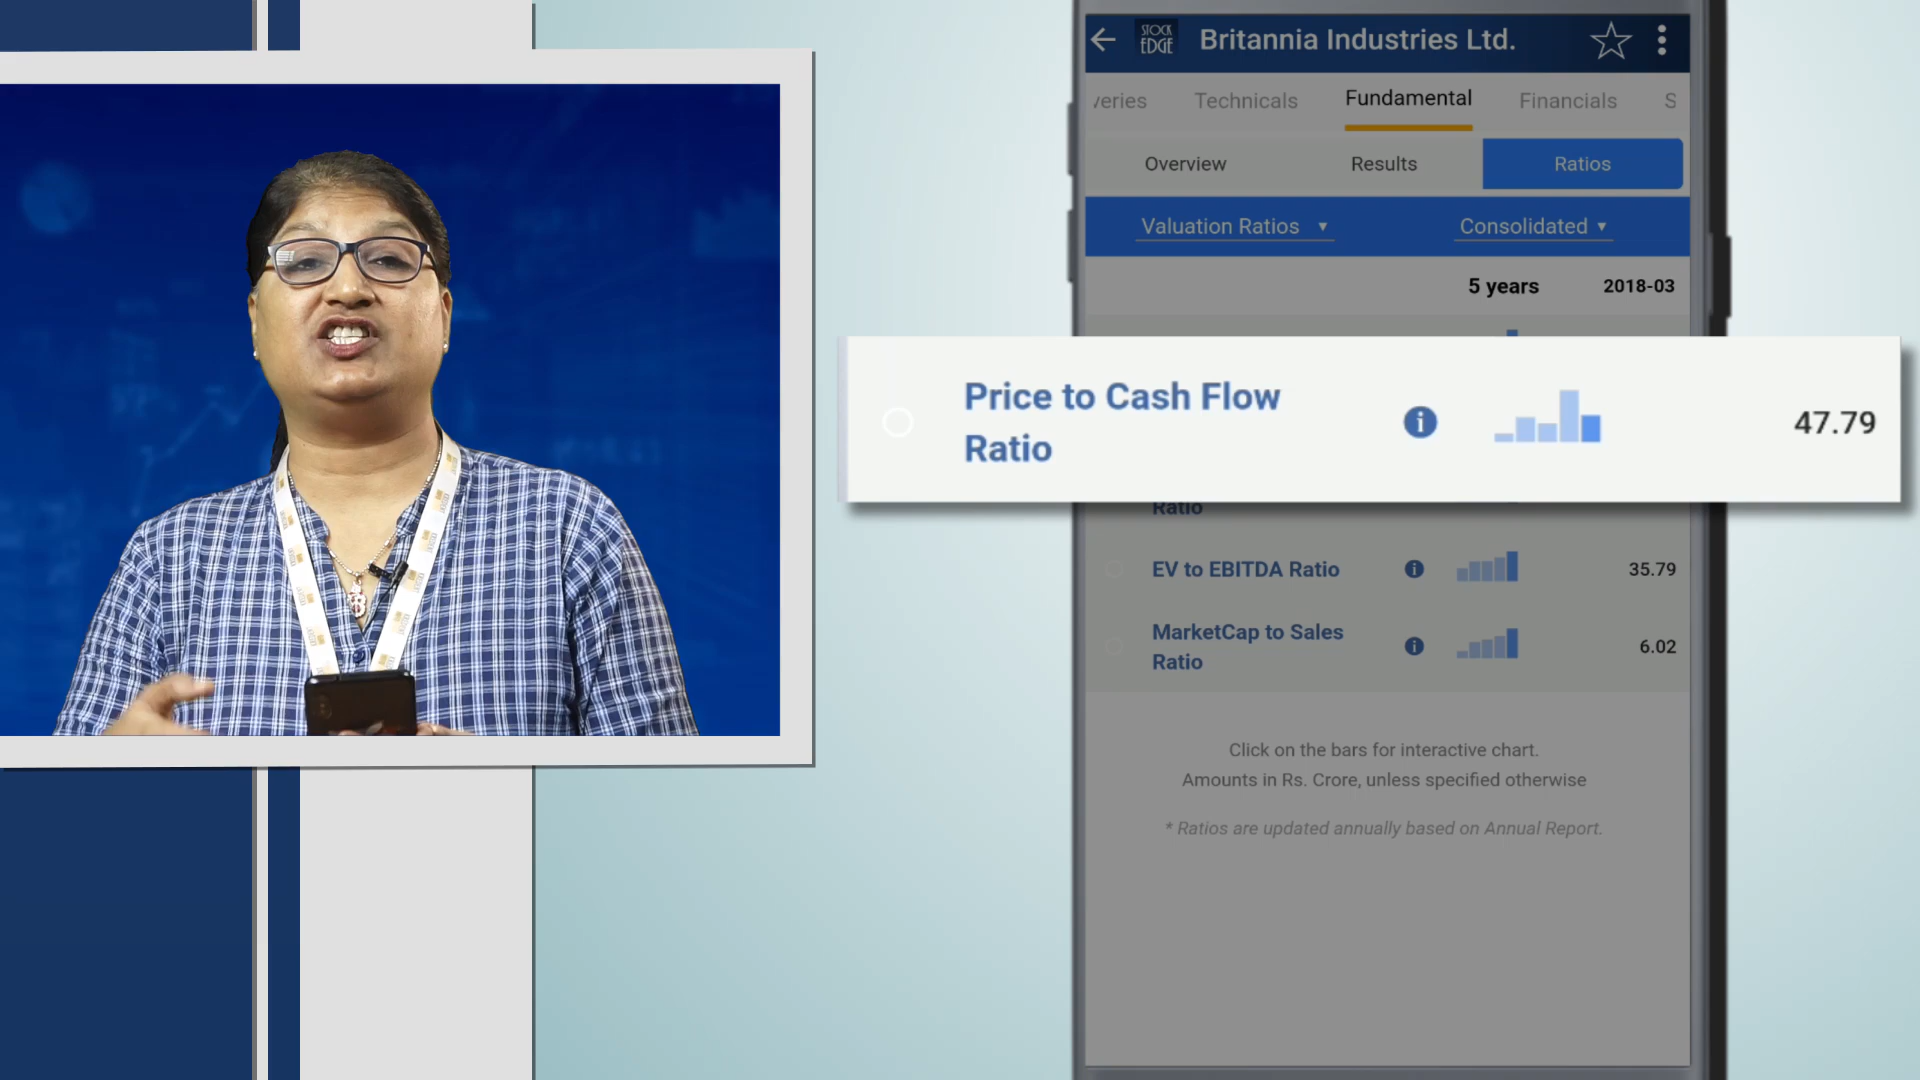 STOCK
EDGE
Britannia Industries Ltd.
veries Technicals Fundamental Financials S
Overview Results Ratios
Valuation Ratios ▼ Consolidated ▼
5 years 2018-03
Price to Cash Flow
Ratio
i
47.79
Ratio
EV to EBITDA Ratio i 35.79
MarketCap to Sales
Ratio
i
6.02
Click on the bars for interactive chart.
Amounts in Rs. Crore, unless specified otherwise
* Ratios are updated annually based on Annual Report.